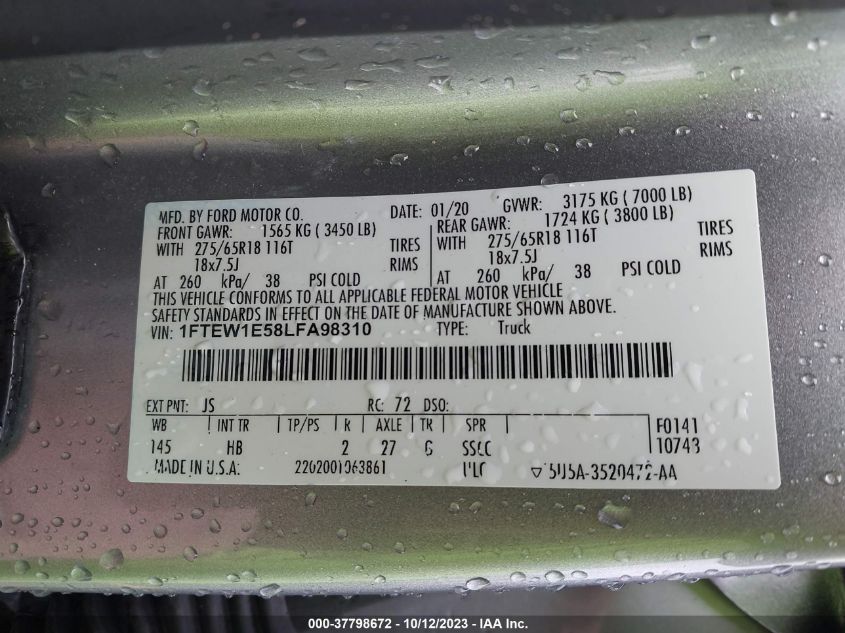 MFD. BY FORD MOTOR CO. DATE: 01/20 GVWR: 3175 KG ( 7000 LB)
FRONT GAWR: 1565 KG ( 3450 LB) REAR GAWR: 1724 KG ( 3800 LB)
WITH 275/65R18 116T TIRES WITH 275/65R18 116T TIRES
18x7.5J RIMS 18x7.5J RIMS
AT 260 kPa/ 38 PSI COLD AT 260 kPa/ 38 PSI COLD
THIS VEHICLE CONFORMS TO ALL APPLICABLE FEDERAL MOTOR VEHICLE
SAFETY STANDARDS IN EFFECT ON THE DATE OF MANUFACTURE SHOWN ABOVE.
VIN: 1FTEW1E58LFA98310 TYPE: Truck
EXT PNT: JS RC: 72 DSO:
WB INT TR TP/PS R AXLE TR SPR F0141
145 HB 2 27 G 10743
MADE IN U.S.A.
000-37798672 - 10/12/2023 - IAA Inc.